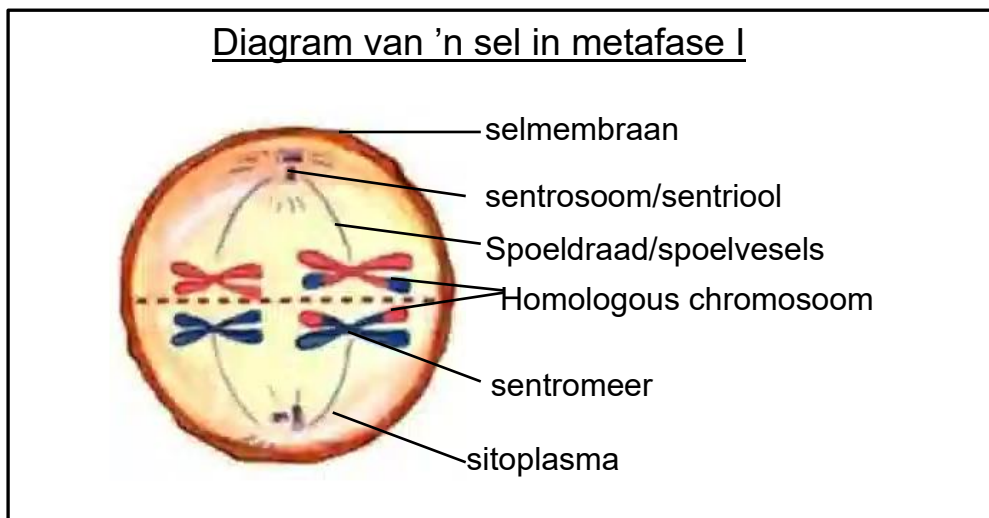 Diagram van ’n sel in metafase I
selmembraan
sentrosoom/sentriool
Spoeldraad/spoelvesels
Homologous chromosoom
sentromeer
sitoplasma